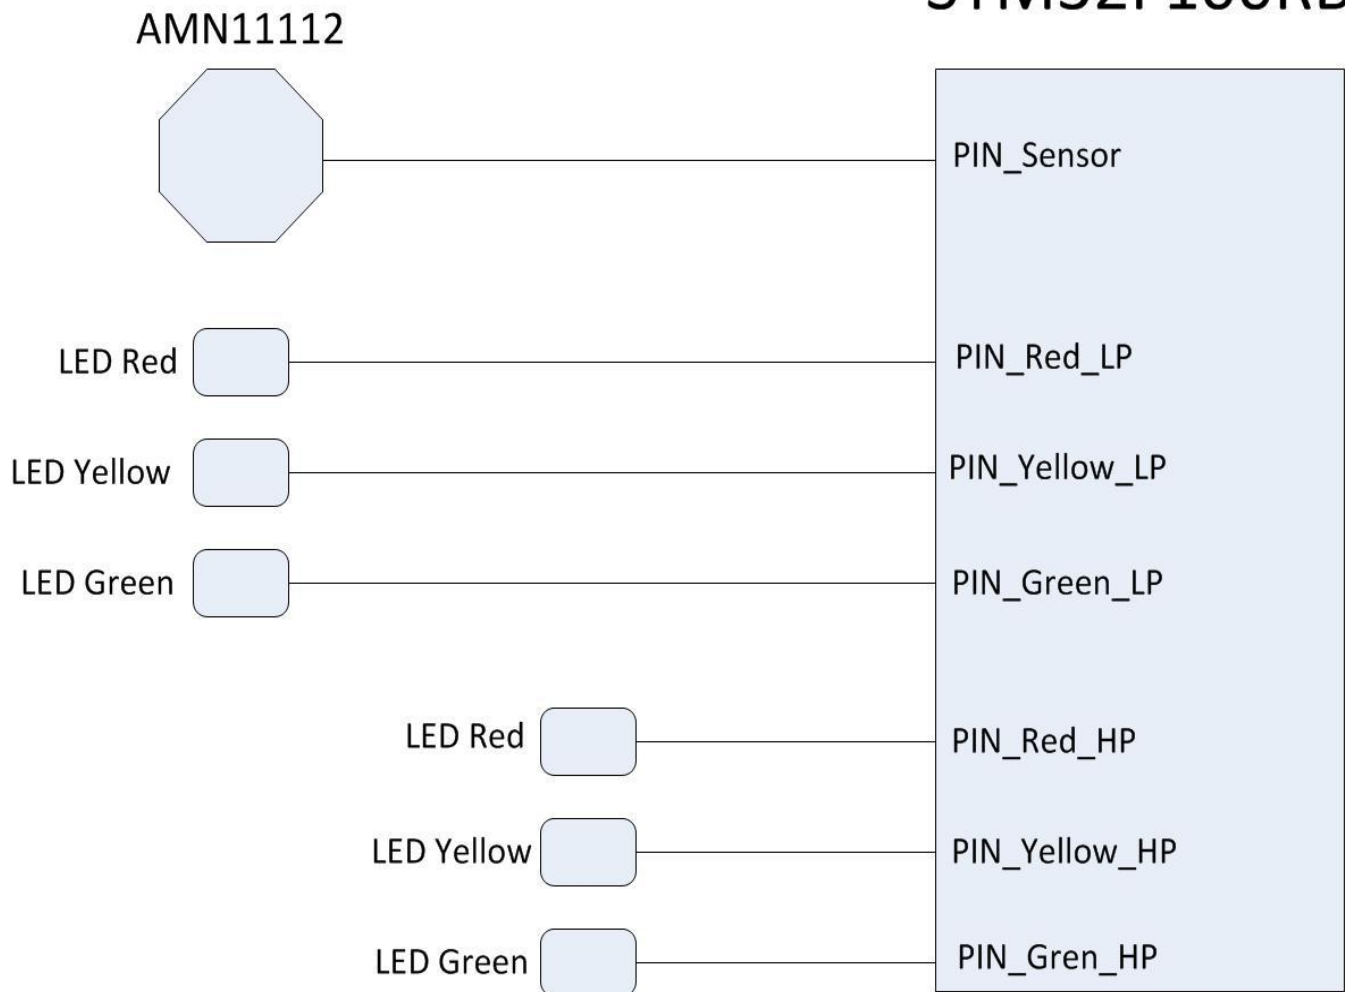 AMN11112
PIN_Sensor
LED Red
PIN_Red_LP
LED Yellow
PIN_Yellow_LP
LED Green
PIN_Green_LP
LED Red
PIN_Red_HP
LED Yellow
PIN_Yellow_HP
LED Green
PIN_Gren_HP